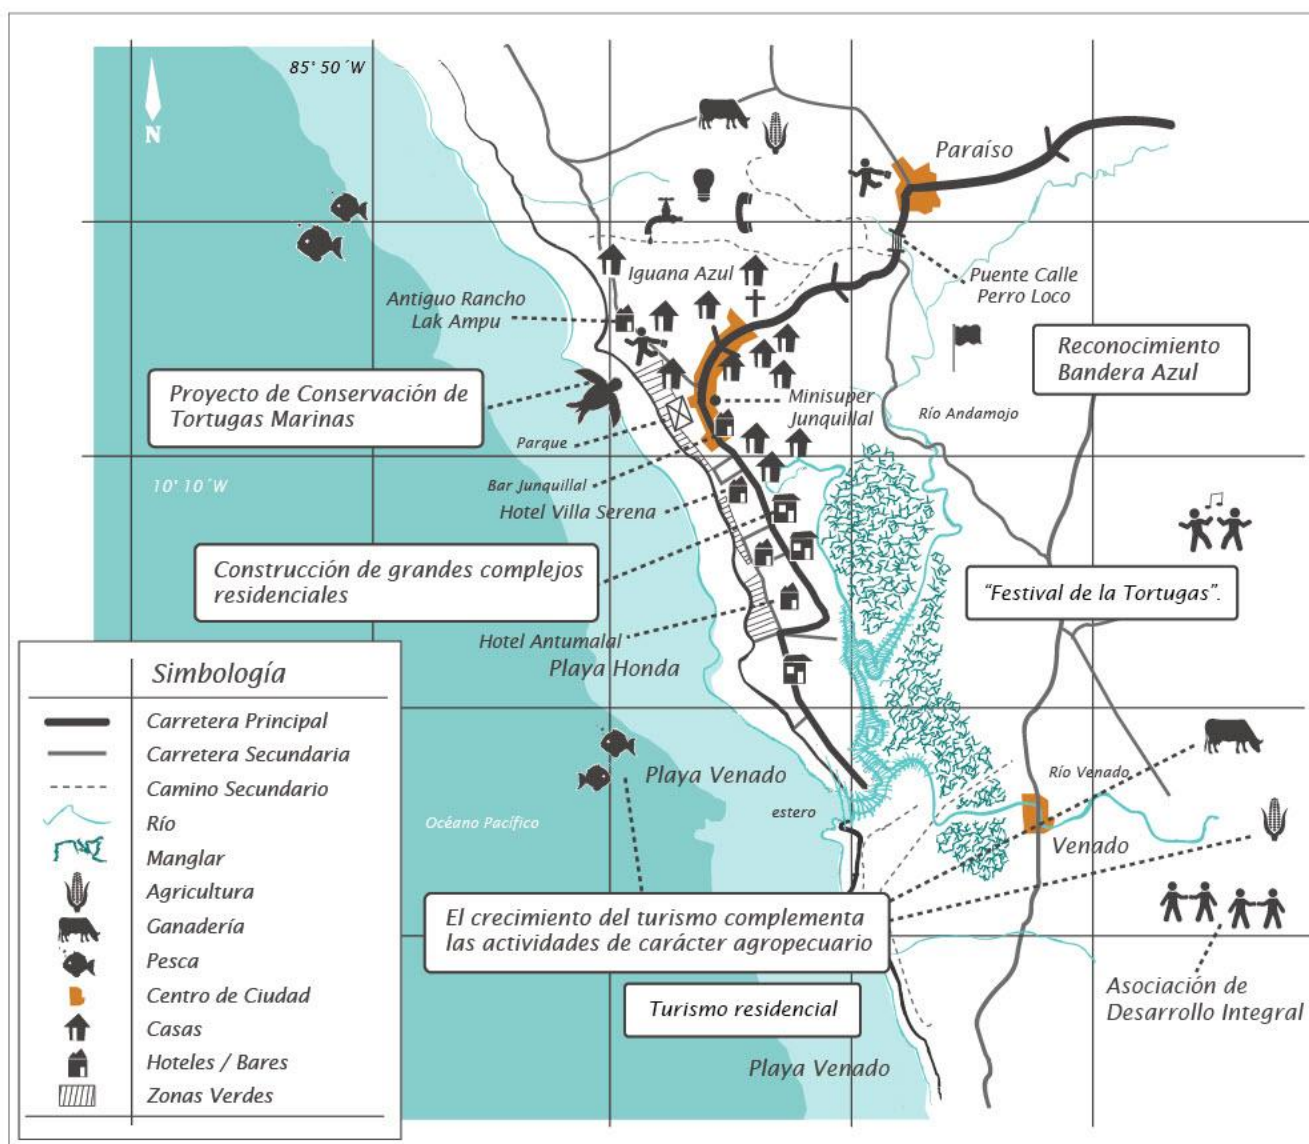 85° 50 ´W
N
Paraíso
Iguana Azul
Puente Calle
Perro Loco
Antiguo Rancho
Lak Ampu
Reconocimiento
Bandera Azul
Proyecto de Conservación de
Tortugas Marinas
Minisuper
Junquillal
Río Andamojo
Parque
Bar Junquillal
10° 10 ´W
Hotel Villa Serena
Construcción de grandes complejos
residenciales
"Festival de la Tortugas".
Hotel Antumalal
Playa Honda
Simbología
Carretera Principal
Carretera Secundaria
Camino Secundario
Río
Manglar
Agricultura
Ganadería
Pesca
Centro de Ciudad
Casas
Hoteles / Bares
Zonas Verdes
Playa Venado
Río Venado
estero
Océano Pacífico
Venado
El crecimiento del turismo complementa
las actividades de carácter agropecuario
Asociación de
Desarrollo Integral
Turismo residencial
Playa Venado